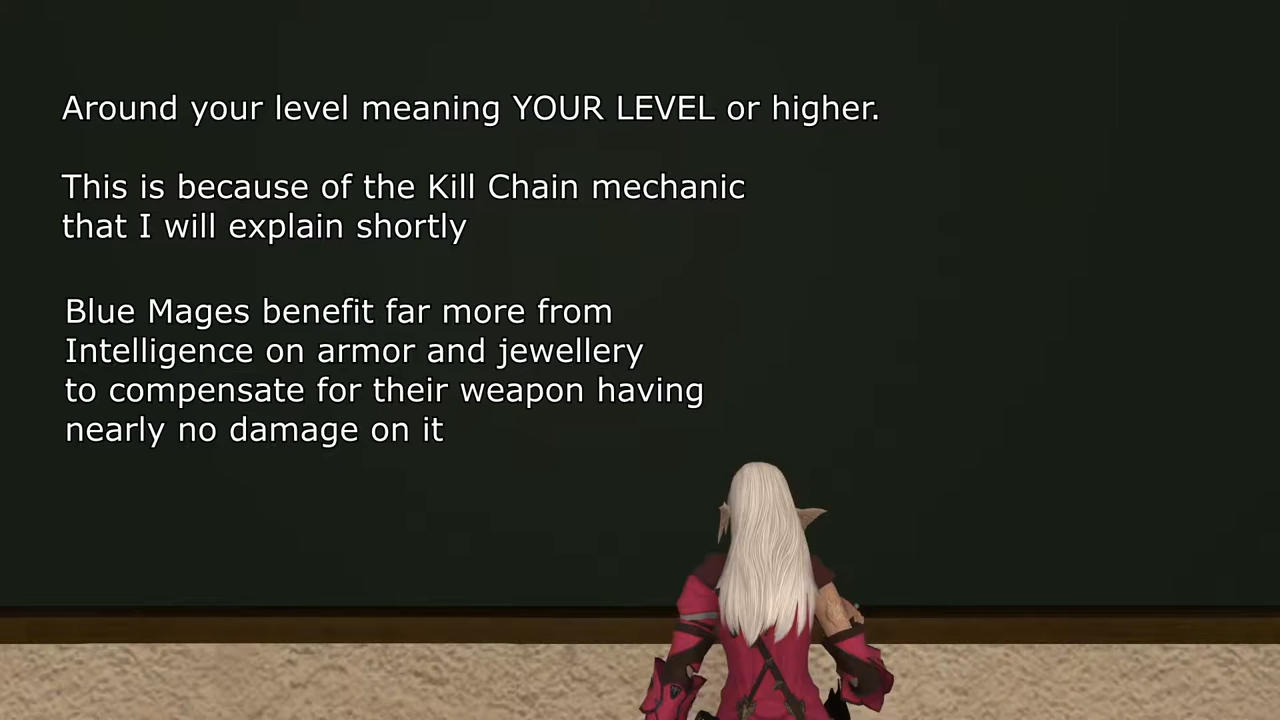 Around your level meaning YOUR LEVEL or higher.
This is because of the Kill Chain mechanic
that I will explain shortly
Blue Mages benefit far more from
Intelligence on armor and jewellery
to compensate for their weapon having
nearly no damage on it